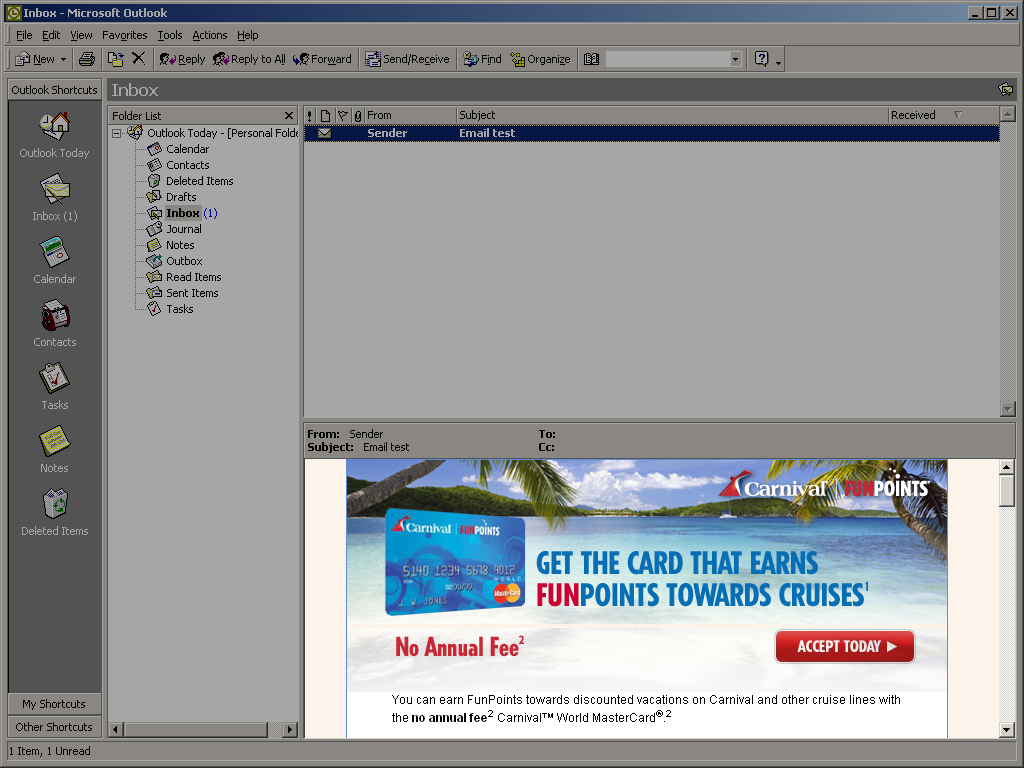 Inbox - Microsoft Outlook
File Edit View Favorites Tools Actions Help
New Reply Reply to All Forward Send/Receive Find Organize
Outlook Shortcuts
Inbox
Outlook Today
Inbox (1)
Calendar
Contacts
Tasks
Notes
Deleted Items
My Shortcuts
Other Shortcuts
Folder List
Outlook Today - [Personal Folde
Calendar
Contacts
Deleted Items
Drafts
Inbox (1)
Journal
Notes
Outbox
Read Items
Sent Items
Tasks
From Subject Received
Sender Email test
From: Sender To:
Subject: Email test Cc:
Carnival FUNPOINTS
Carnival FUNPOINTS
5140 1234 5678 9012
WORLD
00/00
MasterCard
J. W. JONES
GET THE CARD THAT EARNS
FUNPOINTS TOWARDS CRUISES1
No Annual Fee2
ACCEPT TODAY
You can earn FunPoints towards discounted vacations on Carnival and other cruise lines with
the no annual fee2 Carnival™ World MasterCard®.2
1 Item, 1 Unread